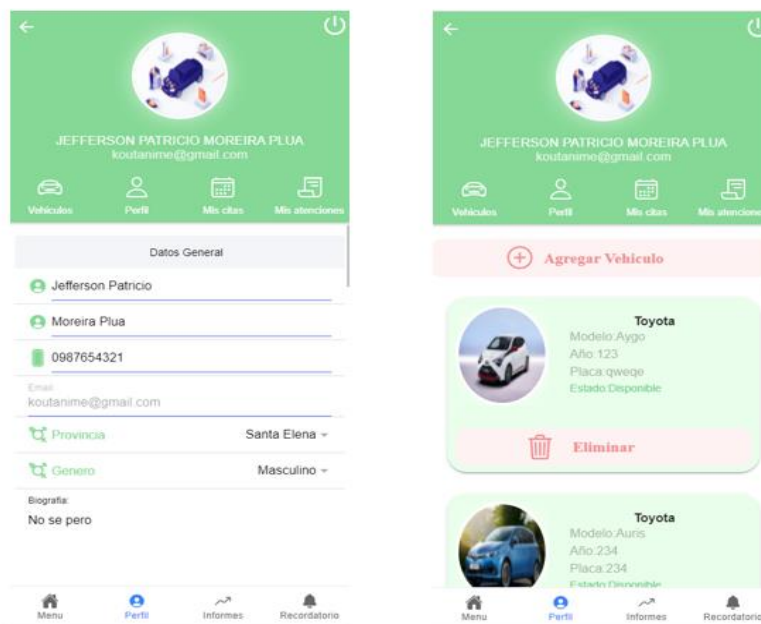 JEFFERSON PATRICIO MOREIRA PLUA
koutanime@gmail.com
Vehiculos Perfil Mis citas Mis atenciones
Datos General
Jefferson Patricio
Moreira Plua
0987654321
Email
koutanime@gmail.com
Provincia Santa Elena
Genero Masculino
Biografia:
No se pero
Menu Perfil Informes Recordatorio
JEFFERSON PATRICIO MOREIRA PLUA
koutanime@gmail.com
Vehiculos Perfil Mis citas Mis atenciones
Agregar Vehiculo
Toyota
Modelo:Aygo
Año:123
Placa:qweqe
Estado:Disponible
Eliminar
Toyota
Modelo:Auris
Año:234
Placa:234
Estado:Disponible
Menu Perfil Informes Recordatorio